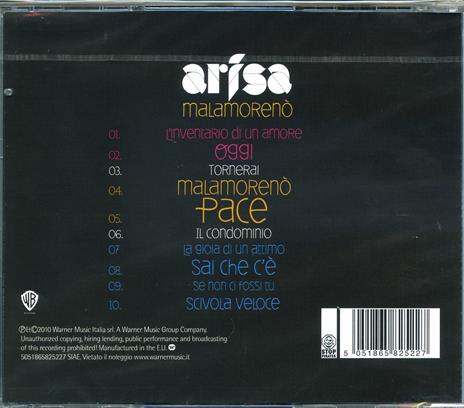 arisa
malamorenò
01. L'inventario di un amore
02. oggi
03. Tornerai
04. malamorenò
05. Pace
06. Il condominio
07. La gioia di un attimo
08. Sai che c'è
09. Se non ci fossi tu
10. Scivola veloce
WB
℗&©2010 Warner Music Italia srl. A Warner Music Group Company.
Unauthorized copying, hiring lending, public performance and broadcasting
of this recording prohibited! Manufactured in the E.U.
5051865825227 SIAE. Vietato il noleggio www.warnermusic.it
STOP
PIRATES
5 051865 825227